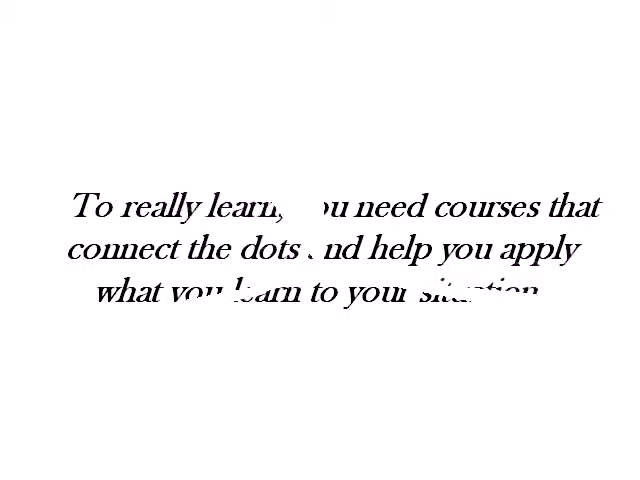 To really learn, you need courses that
connect the dots and help you apply
what you learn to your situation